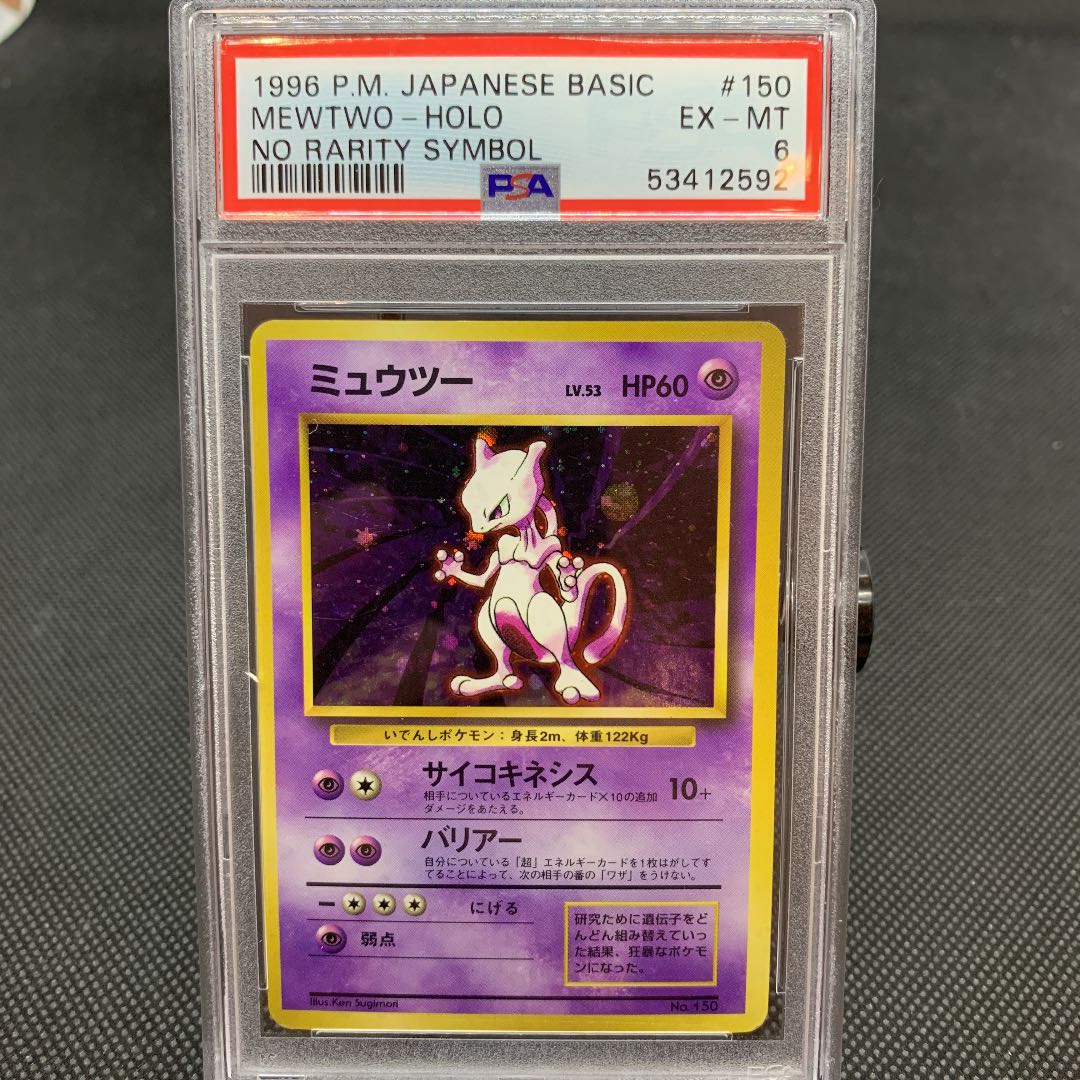 1996 P.M. JAPANESE BASIC #150
MEWTWO-HOLO EX-MT
NO RARITY SYMBOL 6
PSA 53412592
ミュウツー LV.53 HP60
いでんしポケモン：身長2m、体重122Kg
サイコキネシス 10+
相手についているエネルギーカード×10の追加
ダメージをあたえる。
バリアー
自分についている「超」エネルギーカードを1枚はがしてす
てることによって、次の相手の番の「ワザ」をうけない。
にげる
弱点
研究ために遺伝子をど
んどん組み替えていっ
た結果、狂暴なポケモ
ンになった。
Illus.Ken Sugimori No. 150